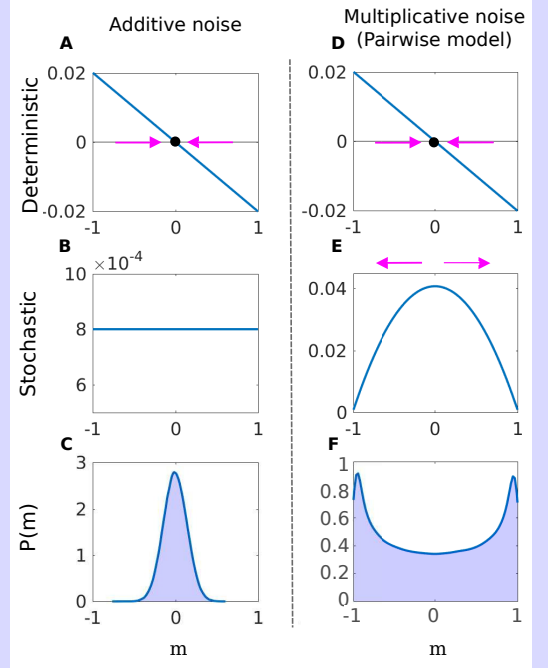 Additive noise
Multiplicative noise
(Pairwise model)
A
D
Deterministic
0.02
0
-0.02
-1
0
1
0.02
0
-0.02
-1
0
1
B
E
Stochastic
10 ×10⁻⁴
8
6
-1
0
1
0.04
0.02
0
-1
0
1
C
F
P(m)
3
2
1
0
-1
0
1
1
0.8
0.6
0.4
0.2
0
-1
0
1
m
m